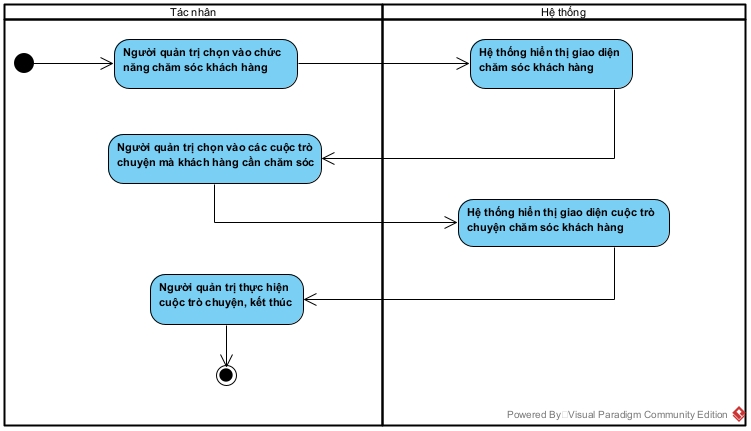 Tác nhân
Hệ thống
Người quản trị chọn vào chức
năng chăm sóc khách hàng
Hệ thống hiển thị giao diện
chăm sóc khách hàng
Người quản trị chọn vào các cuộc trò
chuyện mà khách hàng cần chăm sóc
Hệ thống hiển thị giao diện cuộc trò
chuyện chăm sóc khách hàng
Người quản trị thực hiện
cuộc trò chuyện, kết thúc
Powered By Visual Paradigm Community Edition